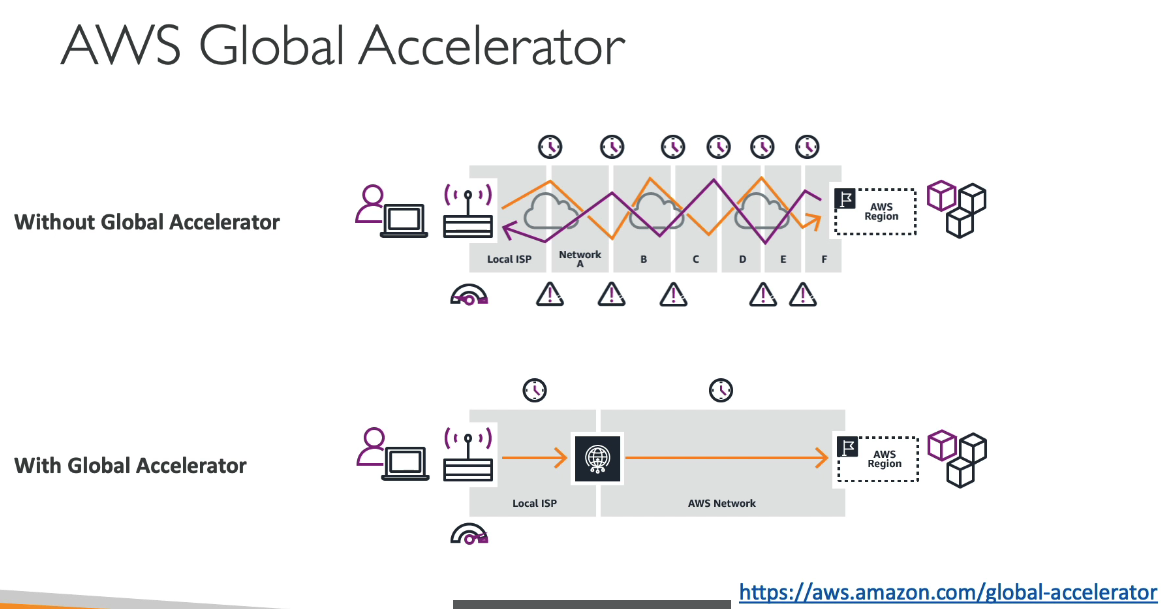 AWS Global Accelerator
Without Global Accelerator
Local ISP
Network
A
B
C
D
E
F
AWS
Region
With Global Accelerator
Local ISP
AWS Network
AWS
Region
https://aws.amazon.com/global-accelerator